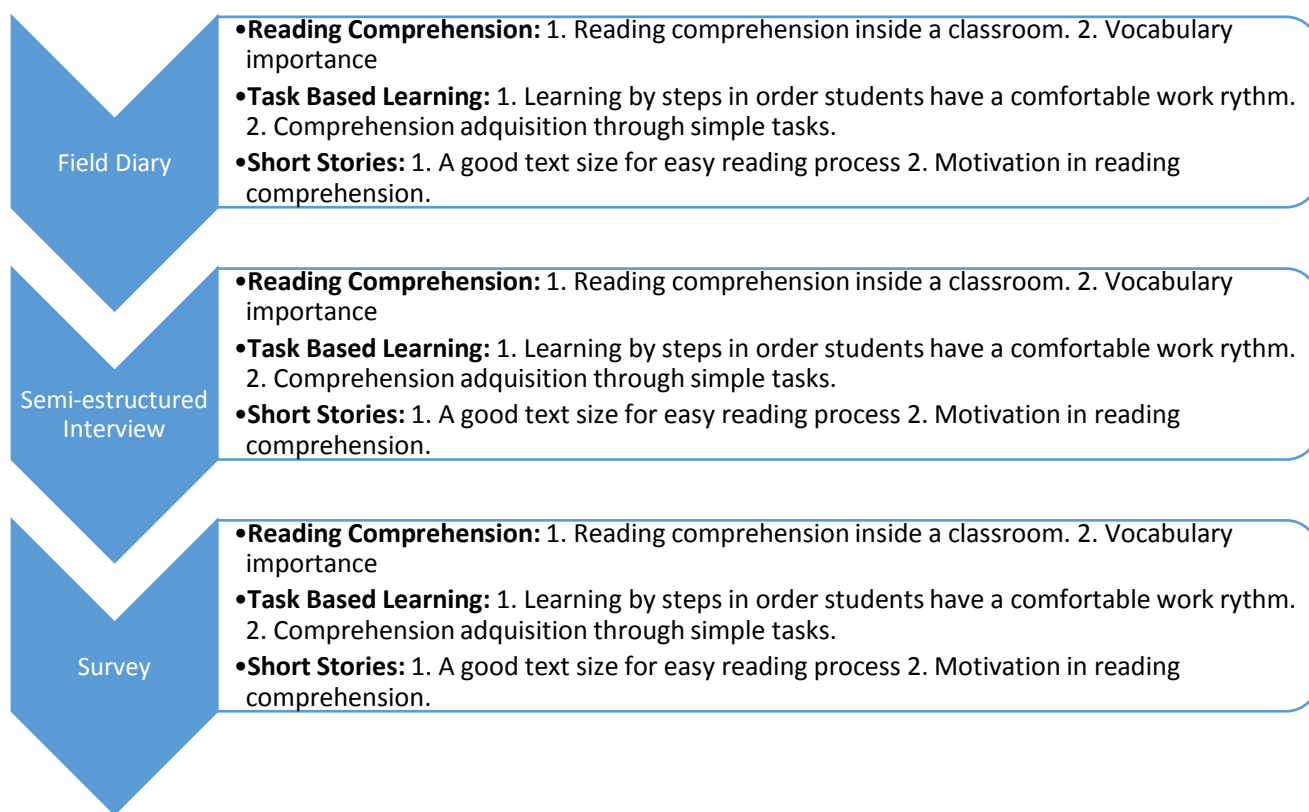 Field Diary
•Reading Comprehension: 1. Reading comprehension inside a classroom. 2. Vocabulary
importance
•Task Based Learning: 1. Learning by steps in order students have a comfortable work rythm.
2. Comprehension adquisition through simple tasks.
•Short Stories: 1. A good text size for easy reading process 2. Motivation in reading
comprehension.
Semi-estructured
Interview
•Reading Comprehension: 1. Reading comprehension inside a classroom. 2. Vocabulary
importance
•Task Based Learning: 1. Learning by steps in order students have a comfortable work rythm.
2. Comprehension adquisition through simple tasks.
•Short Stories: 1. A good text size for easy reading process 2. Motivation in reading
comprehension.
Survey
•Reading Comprehension: 1. Reading comprehension inside a classroom. 2. Vocabulary
importance
•Task Based Learning: 1. Learning by steps in order students have a comfortable work rythm.
2. Comprehension adquisition through simple tasks.
•Short Stories: 1. A good text size for easy reading process 2. Motivation in reading
comprehension.